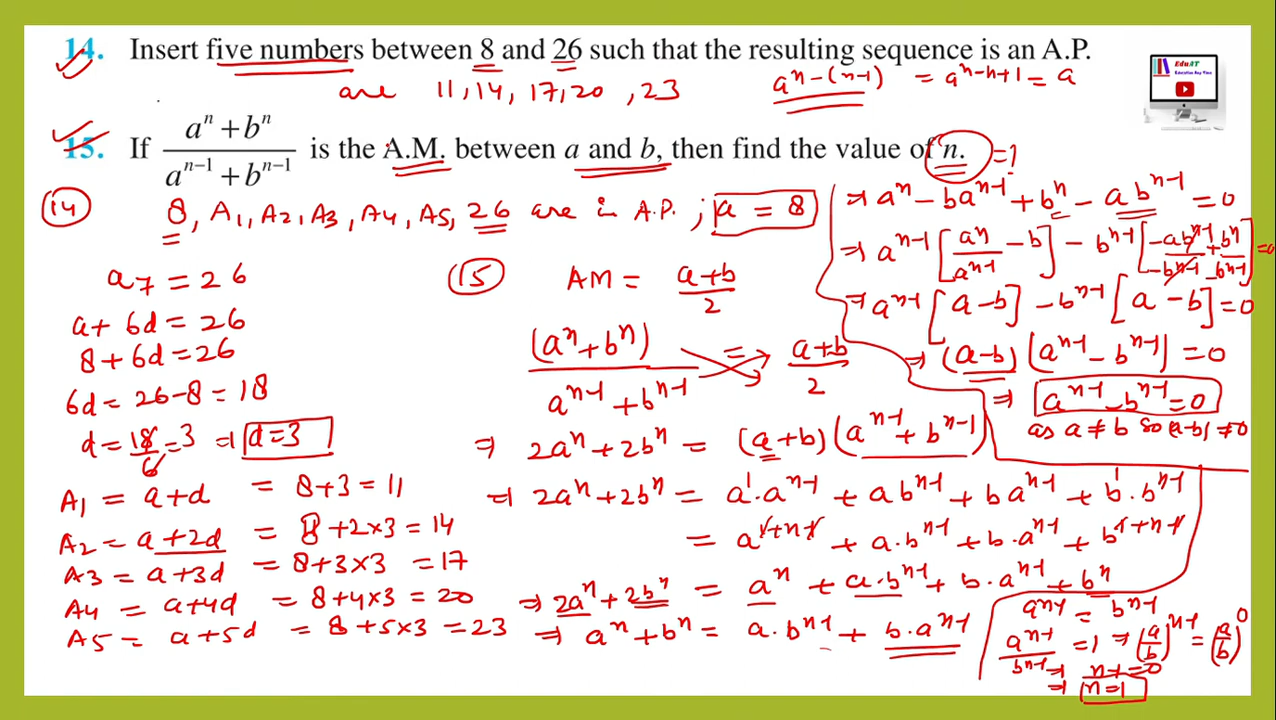 14. Insert five numbers between 8 and 26 such that the resulting sequence is an A.P.
are 11, 14, 17, 20, 23
a^(n-(n-1)) = a^(n-n+1) = a
EduAT
Education Any Time
15. If (a^n + b^n)/(a^(n-1) + b^(n-1)) is the A.M. between a and b, then find the value of n. = ?
(14)
8, A1, A2, A3, A4, A5, 26 are in A.P. ; a = 8
a7 = 26
a + 6d = 26
8 + 6d = 26
6d = 26-8 = 18
d = 18/6 = 3 ⇒ d=3
A1 = a+d = 8+3 = 11
A2 = a+2d = 8+2×3 = 14
A3 = a+3d = 8+3×3 = 17
A4 = a+4d = 8+4×3 = 20
A5 = a+5d = 8+5×3 = 23
(15) AM = (a+b)/2
(a^n+b^n)/(a^(n-1)+b^(n-1)) = (a+b)/2
⇒ 2a^n+2b^n = (a+b)(a^(n-1)+b^(n-1))
⇒ 2a^n+2b^n = a^1·a^(n-1) + ab^(n-1) + ba^(n-1) + b^1·b^(n-1)
= a^(1+n-1) + a·b^(n-1) + b·a^(n-1) + b^(1+n-1)
⇒ 2a^n+2b^n = a^n + a·b^(n-1) + b·a^(n-1) + b^n
⇒ a^n+b^n = a·b^(n-1) + b·a^(n-1)
⇒ a^n - ba^(n-1) + b^n - ab^(n-1) = 0
⇒ a^(n-1) [a^n/a^(n-1) - b] - b^(n-1) [-ab^(n-1)/-b^(n-1) + b^n/-b^(n-1)] = 0
⇒ a^(n-1) [a-b] - b^(n-1) [a-b] = 0
⇒ (a-b) (a^(n-1) - b^(n-1)) = 0
⇒ a^(n-1) - b^(n-1) = 0
as a ≠ b so (a-b) ≠ 0
a^(n-1) = b^(n-1)
a^(n-1)/b^(n-1) = 1 ⇒ (a/b)^(n-1) = (a/b)^0
⇒ n-1 = 0
⇒ n=1